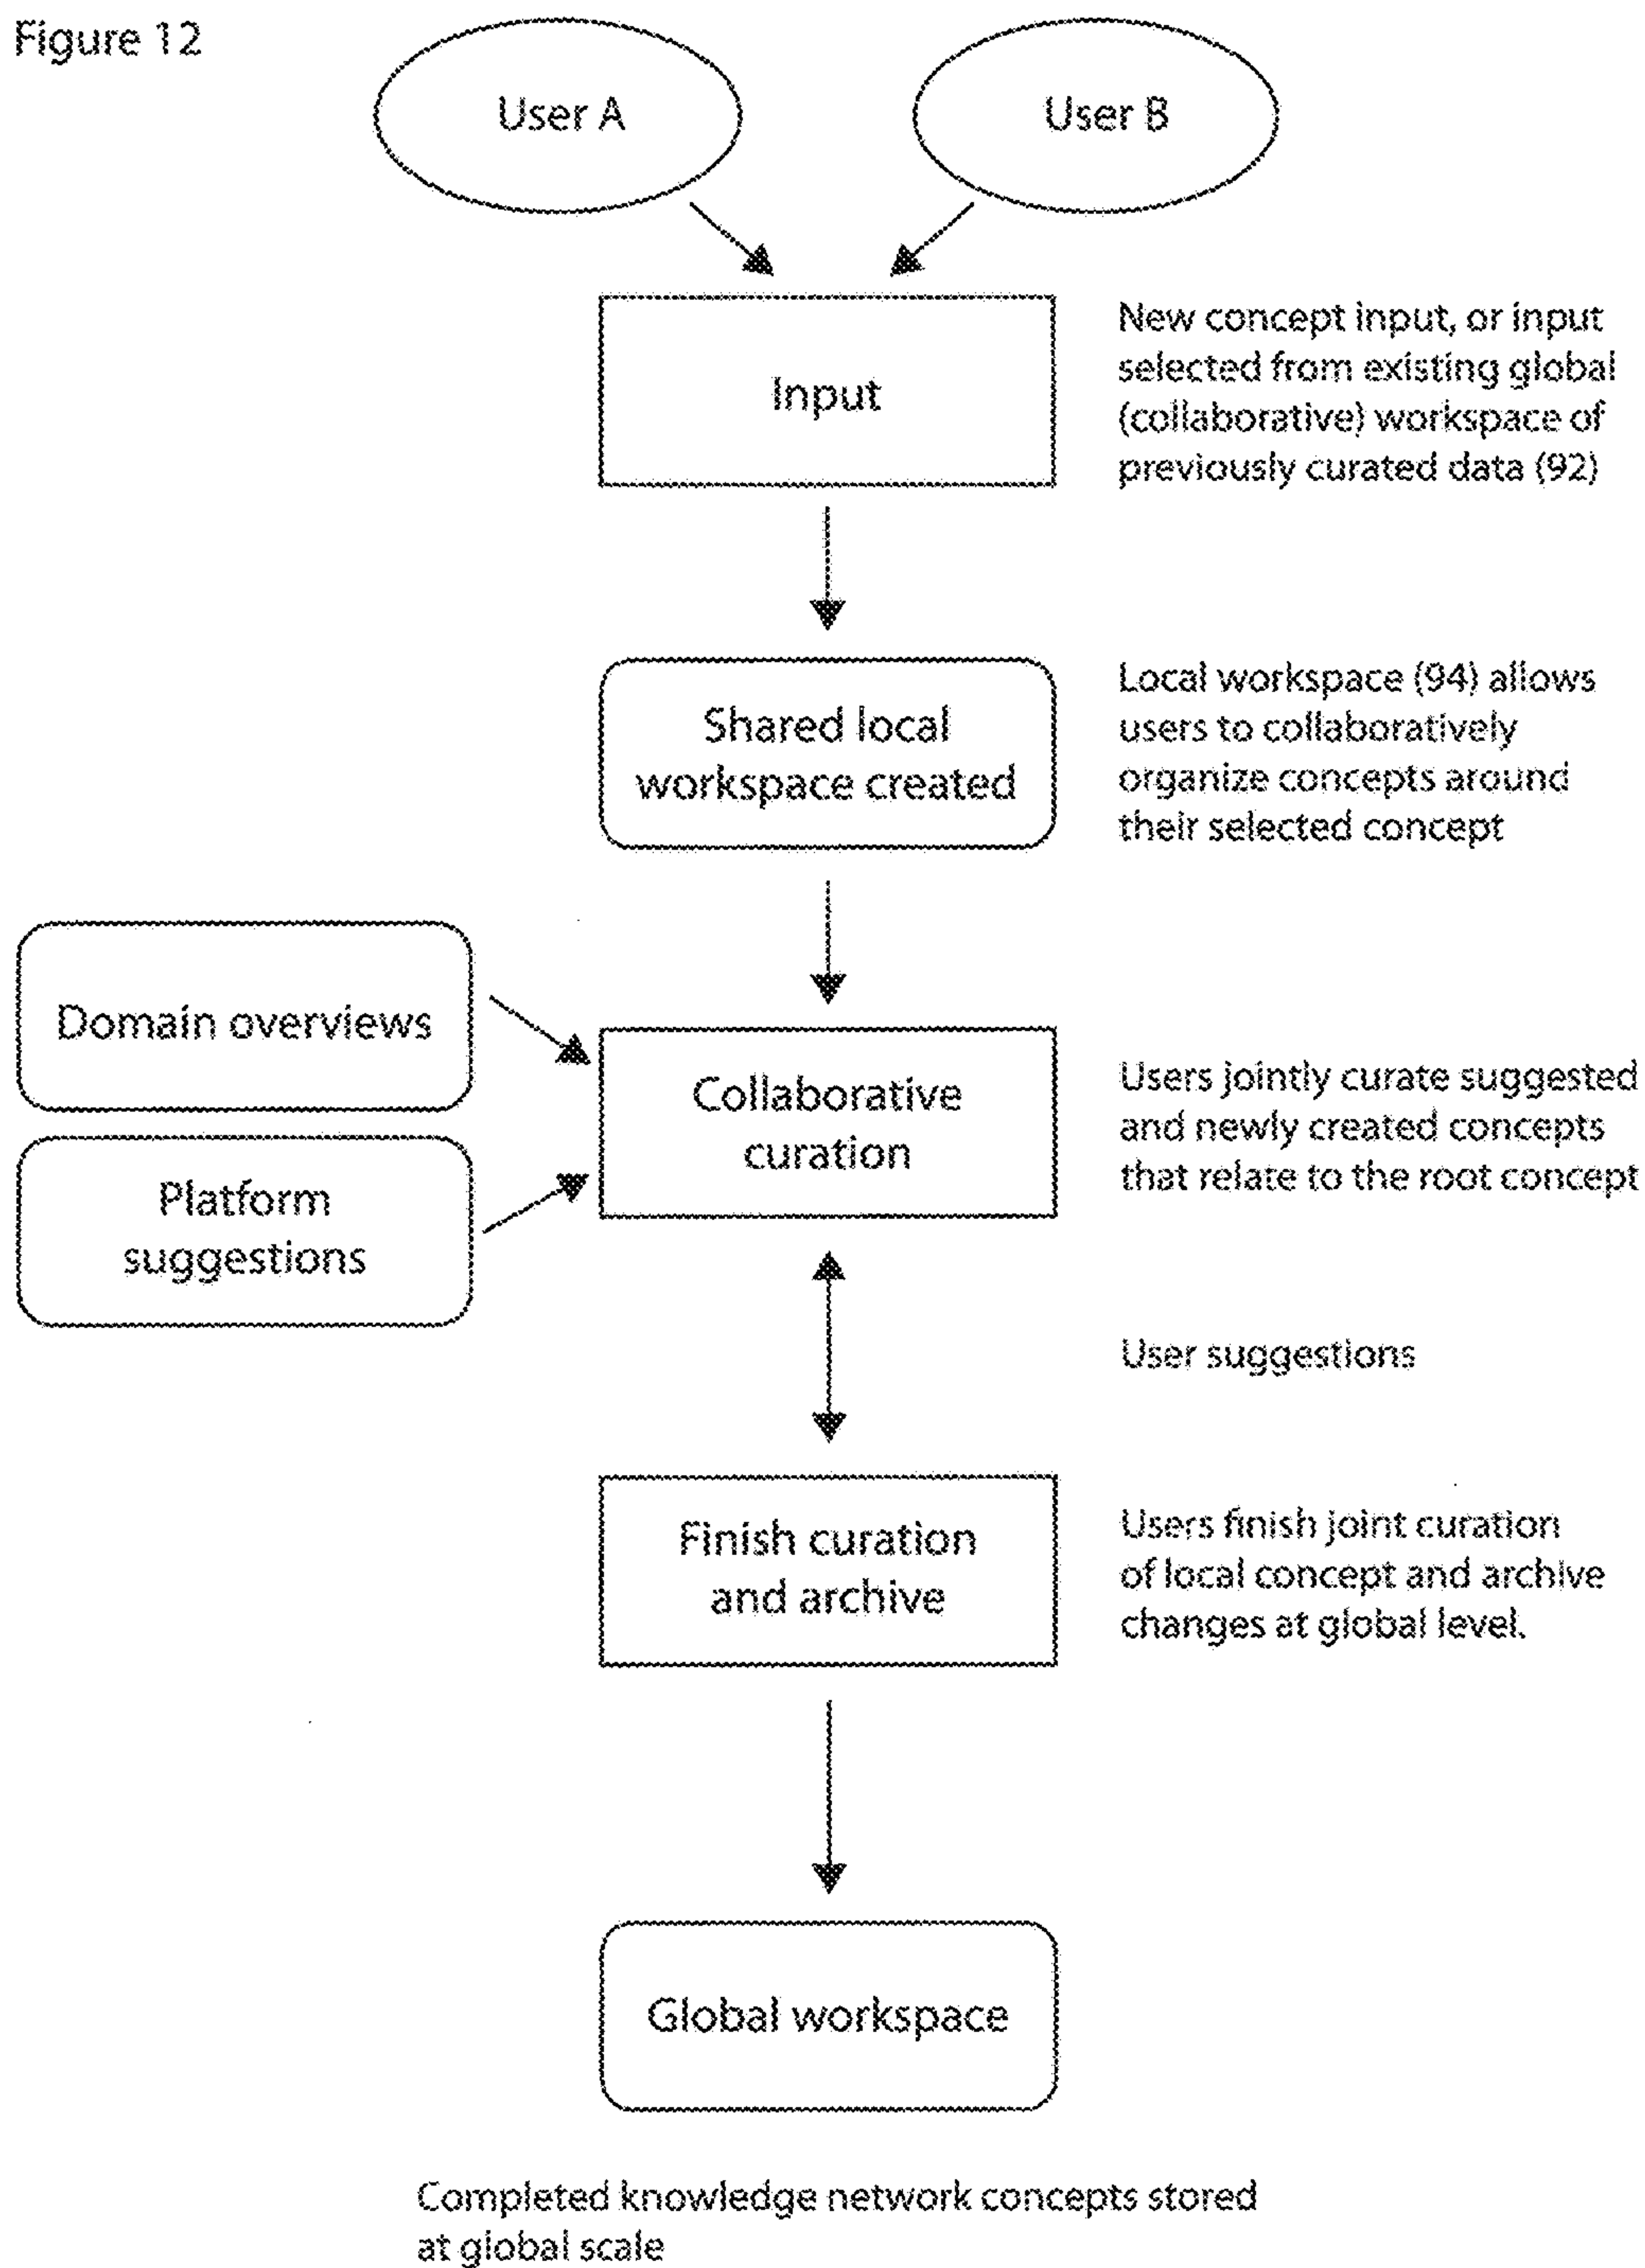 Figure 12
User A
User B
Input
New concept input, or input
selected from existing global
(collaborative) workspace of
previously curated data (92)
Shared local
workspace created
Local workspace (94) allows
users to collaboratively
organize concepts around
their selected concept
Domain overviews
Platform
suggestions
Collaborative
curation
Users jointly curate suggested
and newly created concepts
that relate to the root concept
User suggestions
Finish curation
and archive
Users finish joint curation
of local concept and archive
changes at global level.
Global workspace
Completed knowledge network concepts stored
at global scale